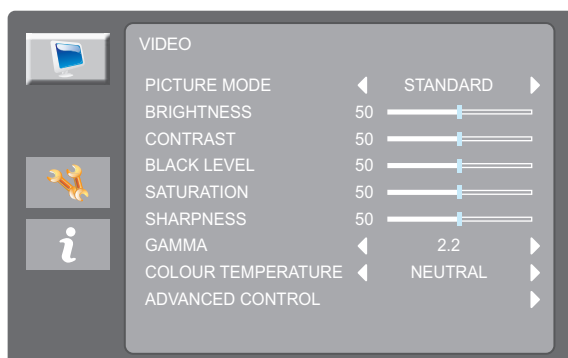 VIDEO
PICTURE MODE STANDARD
BRIGHTNESS 50
CONTRAST 50
BLACK LEVEL 50
SATURATION 50
SHARPNESS 50
GAMMA 2.2
COLOUR TEMPERATURE NEUTRAL
ADVANCED CONTROL